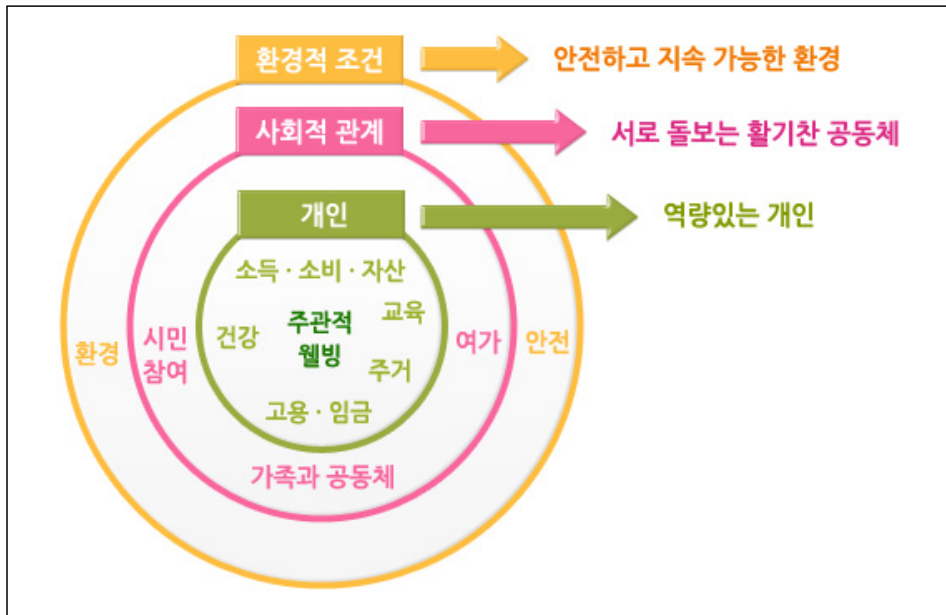 환경적 조건
안전하고 지속 가능한 환경
사회적 관계
서로 돌보는 활기찬 공동체
개인
역량있는 개인
소득 · 소비 · 자산
교육
건강
주관적
웰빙
주거
고용 · 임금
시민
참여
여가
가족과 공동체
환경
안전